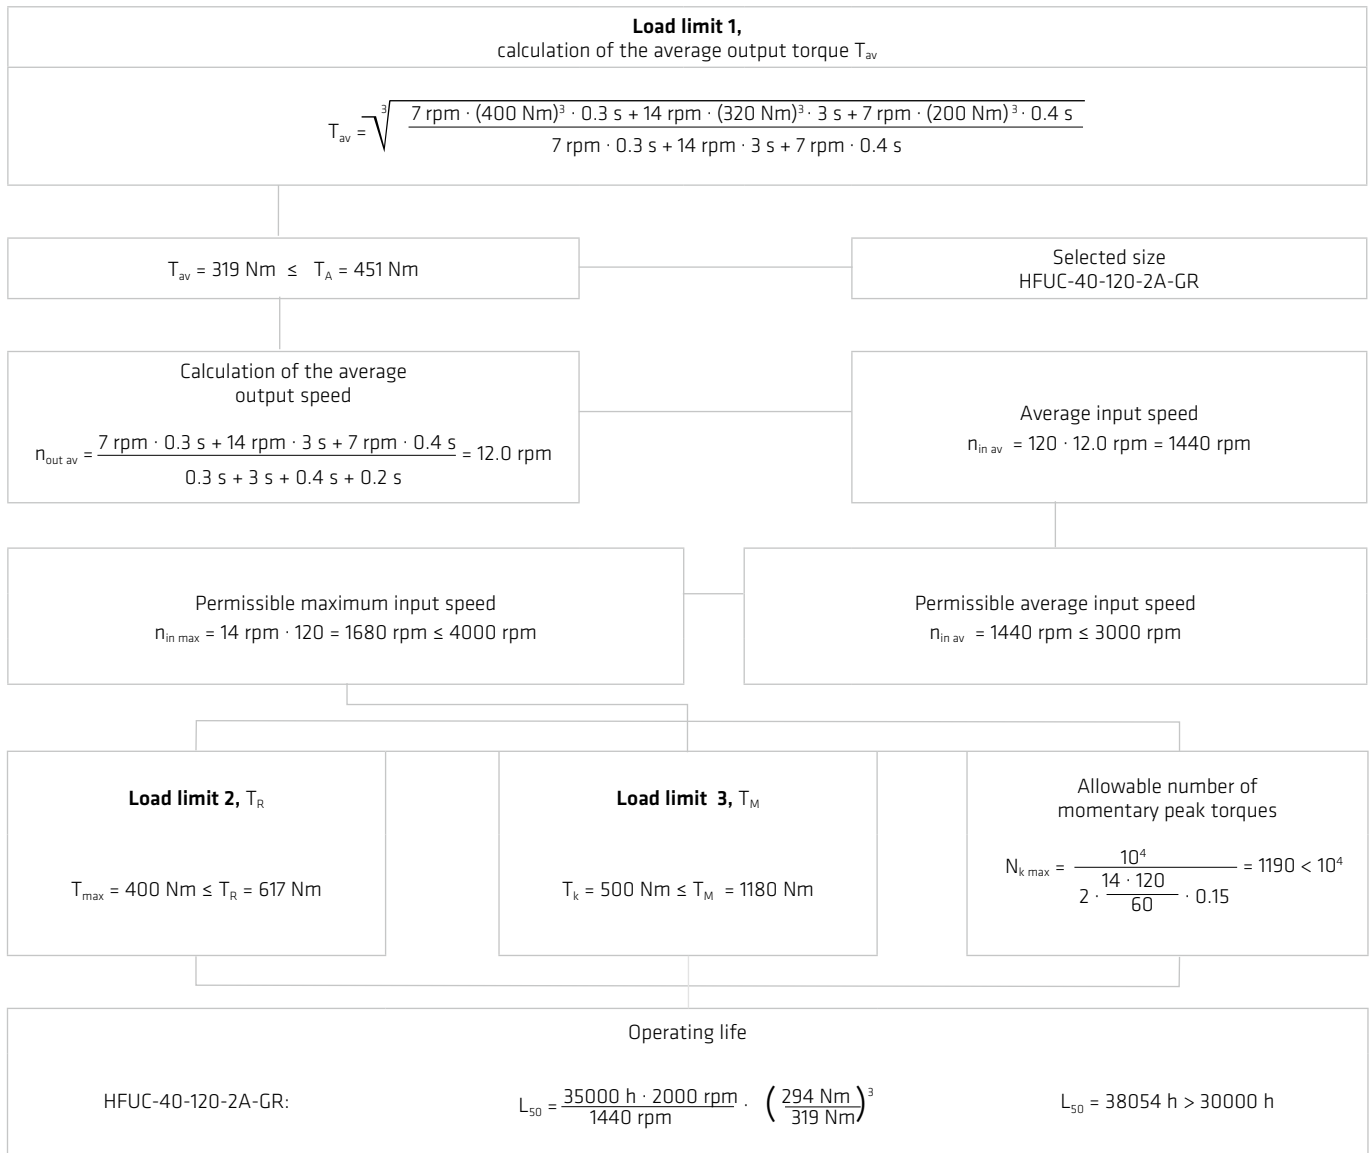 Load limit 1,
calculation of the average output torque Tav
Tav = ³√ 7 rpm · (400 Nm)³ · 0.3 s + 14 rpm · (320 Nm)³ · 3 s + 7 rpm · (200 Nm)³ · 0.4 s
7 rpm · 0.3 s + 14 rpm · 3 s + 7 rpm · 0.4 s
Tav = 319 Nm ≤ TA = 451 Nm
Selected size
HFUC-40-120-2A-GR
Calculation of the average
output speed
nout av = 7 rpm · 0.3 s + 14 rpm · 3 s + 7 rpm · 0.4 s = 12.0 rpm
0.3 s + 3 s + 0.4 s + 0.2 s
Average input speed
nin av = 120 · 12.0 rpm = 1440 rpm
Permissible maximum input speed
nin max = 14 rpm · 120 = 1680 rpm ≤ 4000 rpm
Permissible average input speed
nin av = 1440 rpm ≤ 3000 rpm
Load limit 2, TR
Tmax = 400 Nm ≤ TR = 617 Nm
Load limit 3, TM
Tk = 500 Nm ≤ TM = 1180 Nm
Allowable number of
momentary peak torques
Nk max = 10⁴ = 1190 < 10⁴
2 · 14 · 120 · 0.15
60
Operating life
HFUC-40-120-2A-GR:
L50 = 35000 h · 2000 rpm · (294 Nm)³
1440 rpm 319 Nm
L50 = 38054 h > 30000 h